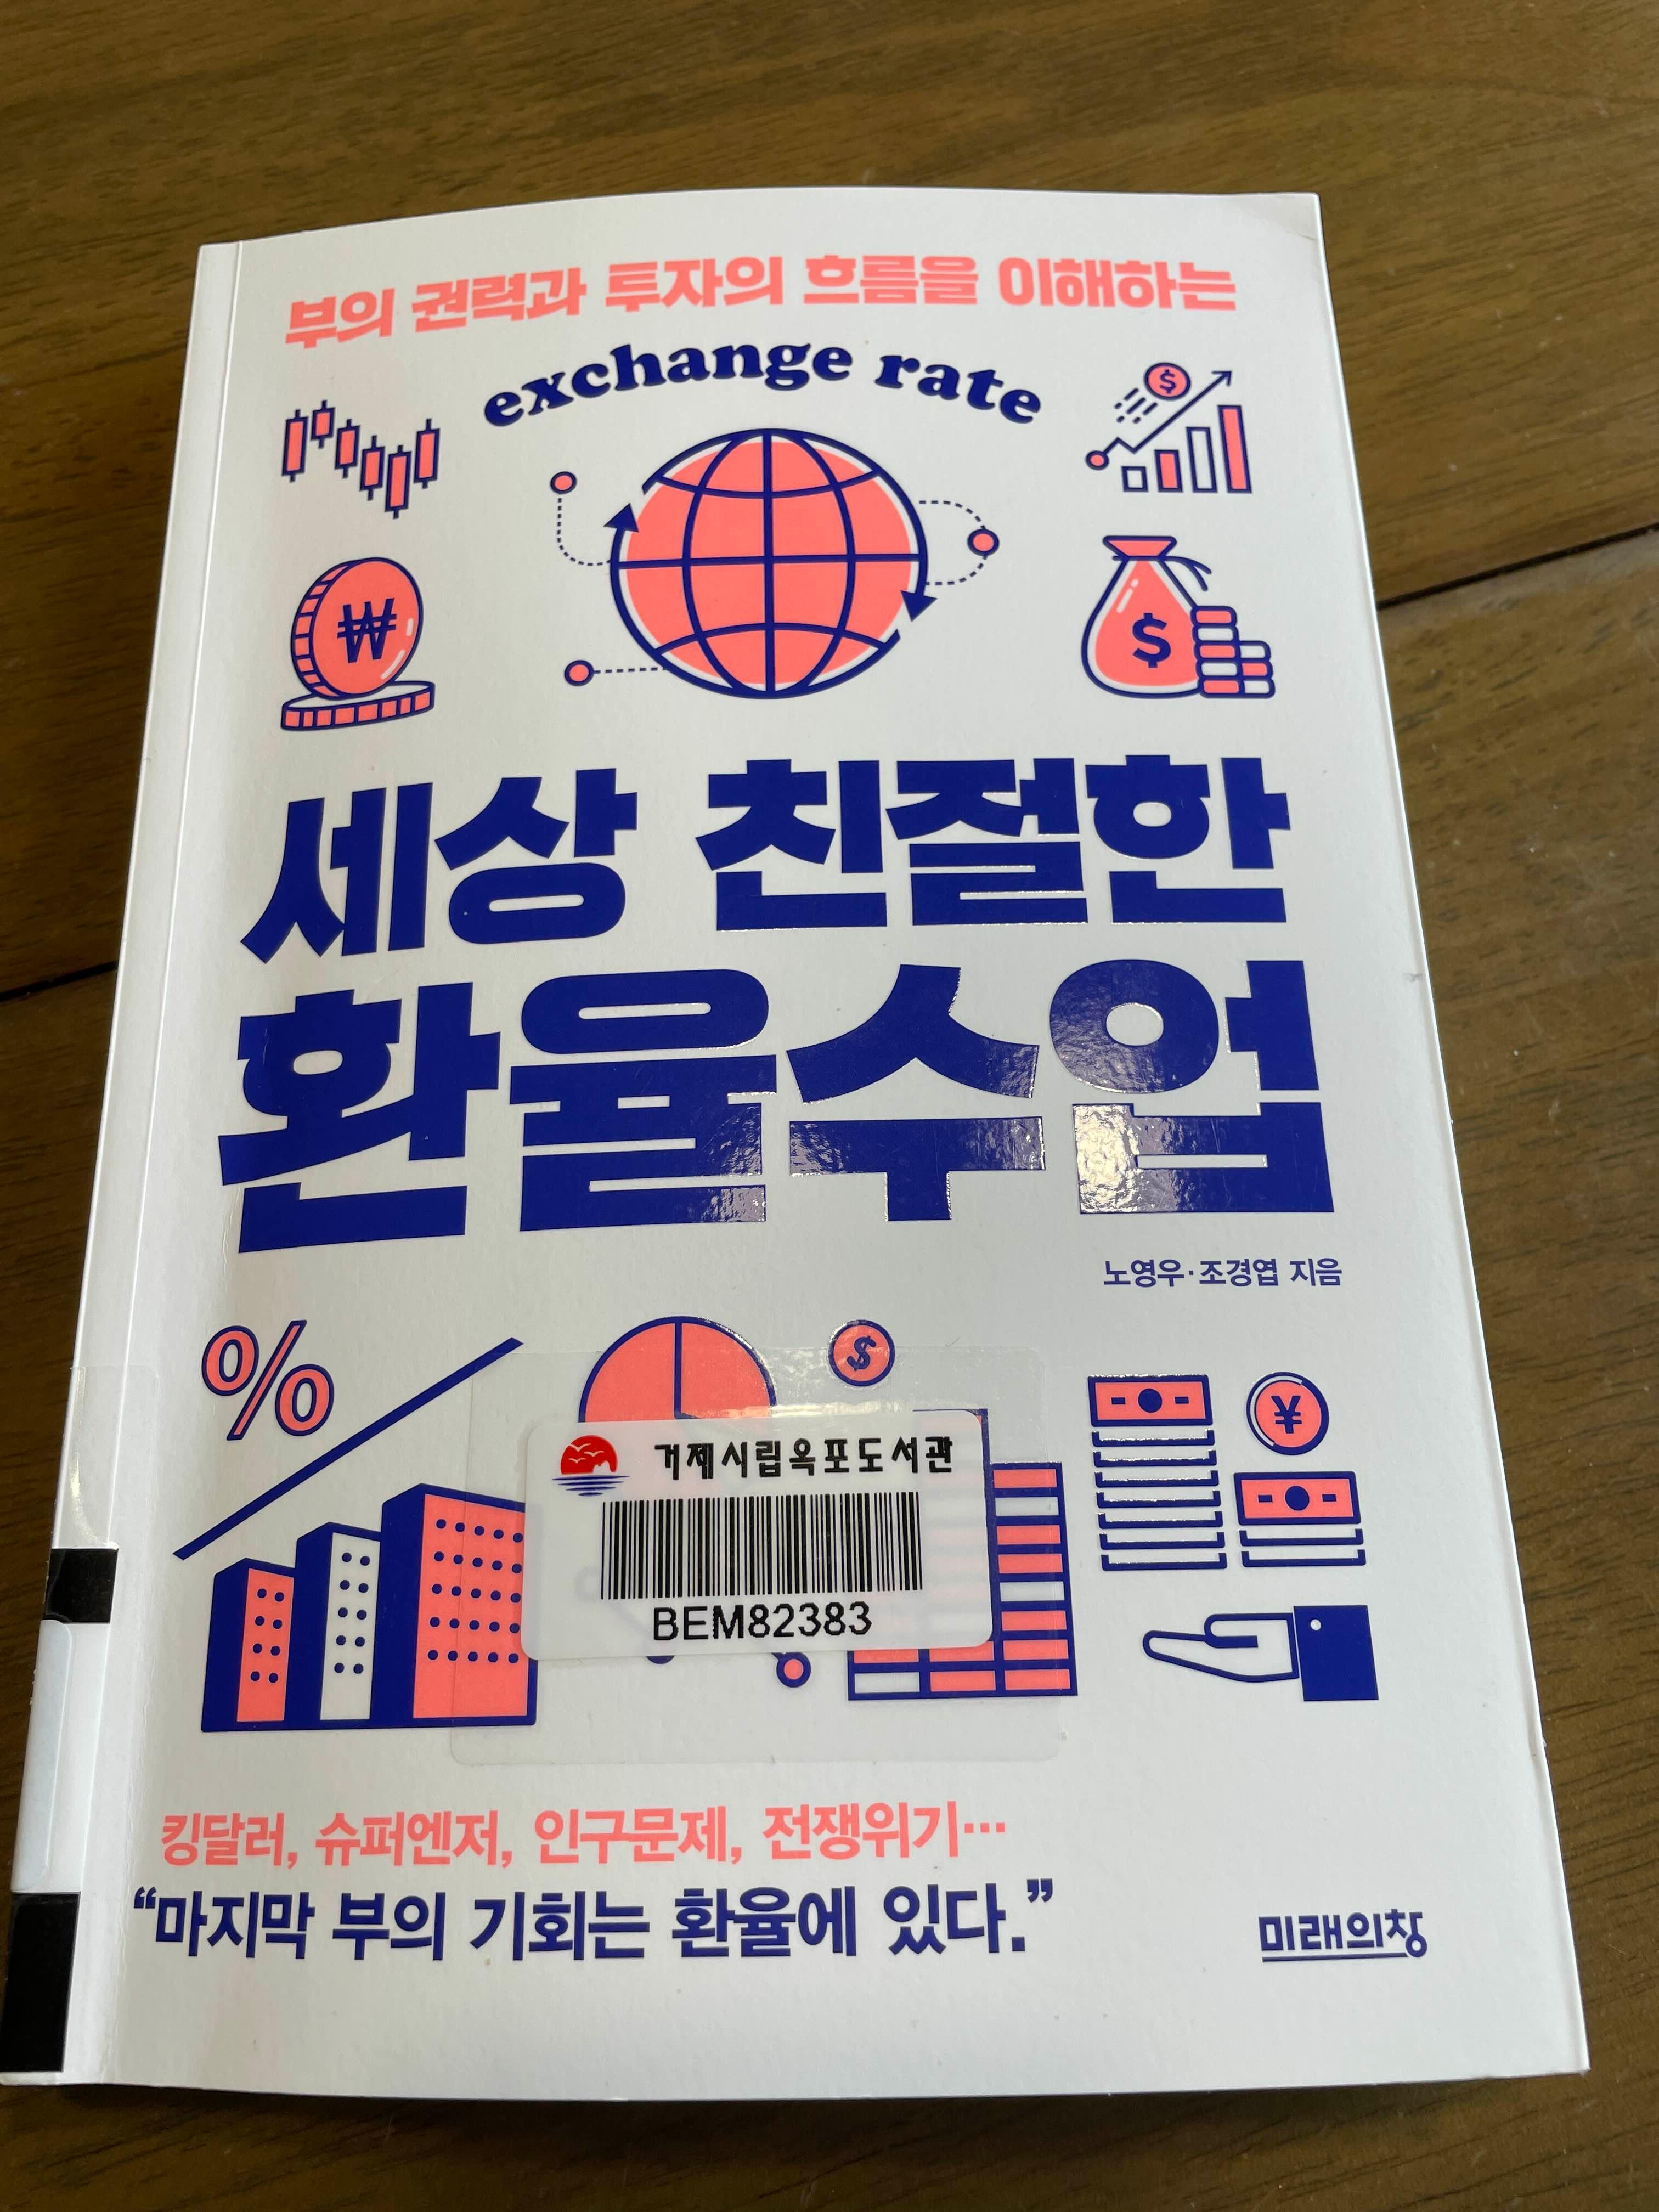 부의 권력과 투자의 흐름을 이해하는
exchange rate
$
₩
$
세상 친절한
환율수업
노영우·조경엽 지음
%
$
¥
거제시립옥포도서관
BEM82383
킹달러, 슈퍼엔저, 인구문제, 전쟁위기…
“마지막 부의 기회는 환율에 있다.”
미래의창